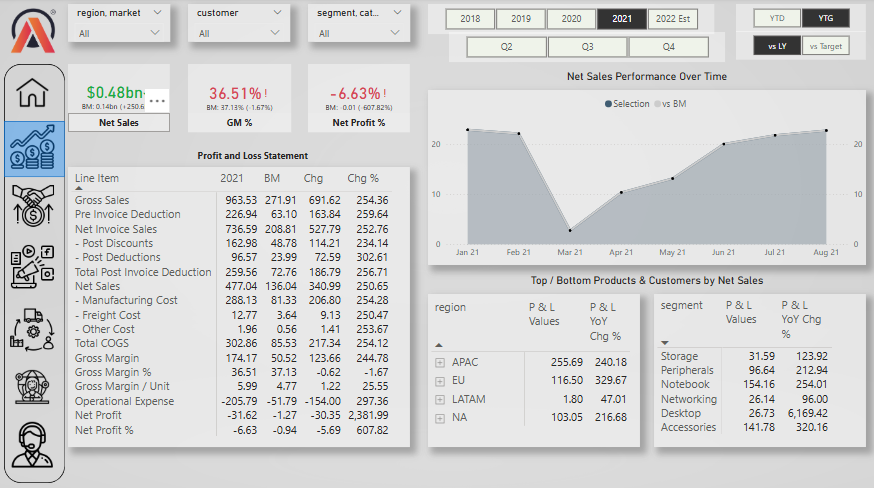 region, market
customer
segment, cat...
All
All
All
2018
2019
2020
2021
2022 Est
Q2
Q3
Q4
YTD
YTG
vs LY
vs Target
$0.48bn
BM: 0.14bn (+250.6
...
Net Sales
36.51% !
BM: 37.13% (-1.67%)
GM %
-6.63% !
BM: -0.01 (-607.82%)
Net Profit %
Net Sales Performance Over Time
Selection vs BM
20
10
0
20
10
0
Jan 21 Feb 21 Mar 21 Apr 21 May 21 Jun 21 Jul 21 Aug 21
Profit and Loss Statement
Line Item 2021 BM Chg Chg %
Gross Sales 963.53 271.91 691.62 254.36
Pre Invoice Deduction 226.94 63.10 163.84 259.64
Net Invoice Sales 736.59 208.81 527.79 252.76
- Post Discounts 162.98 48.78 114.21 234.14
- Post Deductions 96.57 23.99 72.59 302.61
Total Post Invoice Deduction 259.56 72.76 186.79 256.71
Net Sales 477.04 136.04 340.99 250.65
- Manufacturing Cost 288.13 81.33 206.80 254.28
- Freight Cost 12.77 3.64 9.13 250.47
- Other Cost 1.96 0.56 1.41 253.67
Total COGS 302.86 85.53 217.34 254.12
Gross Margin 174.17 50.52 123.66 244.78
Gross Margin % 36.51 37.13 -0.62 -1.67
Gross Margin / Unit 5.99 4.77 1.22 25.55
Operational Expense -205.79 -51.79 -154.00 297.36
Net Profit -31.62 -1.27 -30.35 2,381.99
Net Profit % -6.63 -0.94 -5.69 607.82
Top / Bottom Products & Customers by Net Sales
region P & L Values P & L YoY Chg %
APAC 255.69 240.18
EU 116.50 329.67
LATAM 1.80 47.01
NA 103.05 216.68
segment P & L Values P & L YoY Chg %
Storage 31.59 123.92
Peripherals 96.64 212.94
Notebook 154.16 254.01
Networking 26.14 96.00
Desktop 26.73 6,169.42
Accessories 141.78 320.16